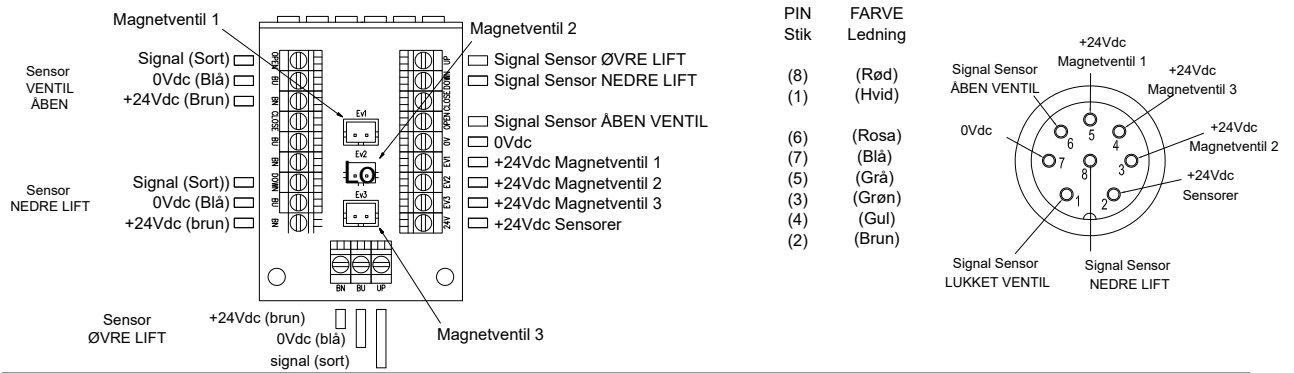 Magnetventil 1
Magnetventil 2
Sensor
VENTIL
ÅBEN
Signal (Sort)
0Vdc (Blå)
+24Vdc (Brun)
Sensor
NEDRE LIFT
Signal (Sort))
0Vdc (Blå)
+24Vdc (brun)
OPEN
BU
BN
CLOSE
BU
BN
DOWN
BU
BN
Ev1
Ev2
LO
Ev3
UP
DOWN
CLOSE
OPEN
0V
EV1
EV2
EV3
24V
BN BU UP
Signal Sensor ØVRE LIFT
Signal Sensor NEDRE LIFT
Signal Sensor ÅBEN VENTIL
0Vdc
+24Vdc Magnetventil 1
+24Vdc Magnetventil 2
+24Vdc Magnetventil 3
+24Vdc Sensorer
Sensor
ØVRE LIFT
+24Vdc (brun)
0Vdc (blå)
signal (sort)
Magnetventil 3
PIN FARVE
Stik Ledning
(8) (Rød)
(1) (Hvid)
(6) (Rosa)
(7) (Blå)
(5) (Grå)
(3) (Grøn)
(4) (Gul)
(2) (Brun)
+24Vdc
Magnetventil 1
Signal Sensor
ÅBEN VENTIL
+24Vdc
Magnetventil 3
0Vdc
+24Vdc
Magnetventil 2
+24Vdc
Sensorer
6
5
4
7
8
3
1
2
Signal Sensor
LUKKET VENTIL
Signal Sensor
NEDRE LIFT